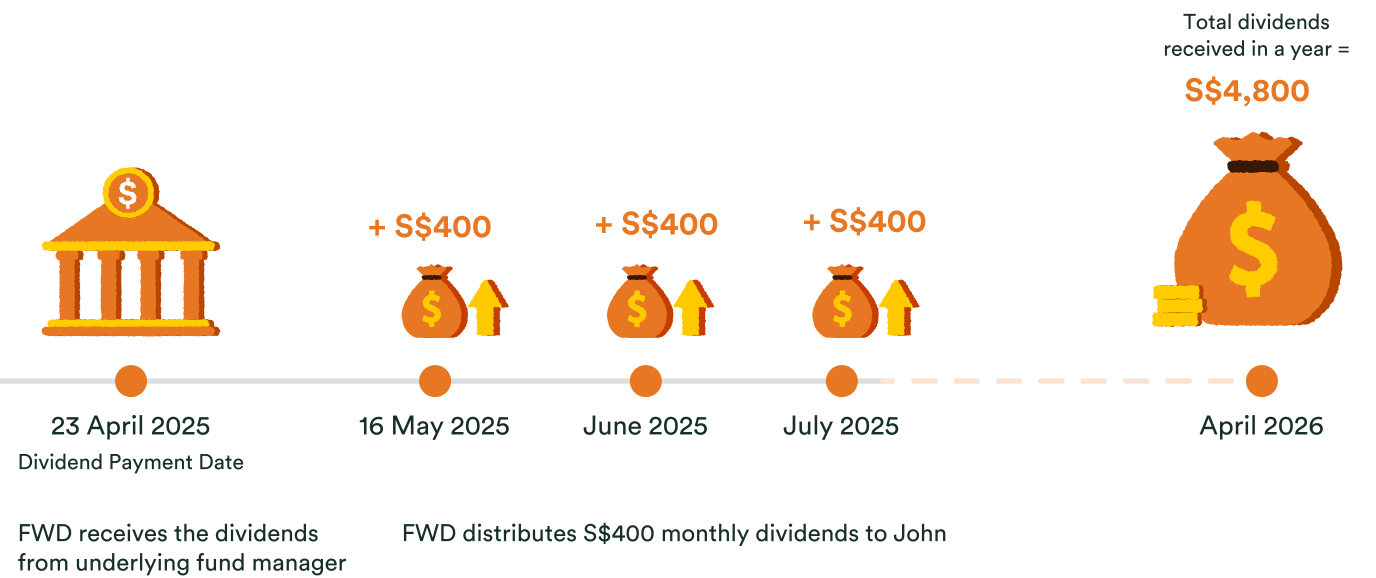 Total dividends
received in a year =
S$4,800
$
+ S$400
+ S$400
+ S$400
$
$
$
$
23 April 2025
16 May 2025
June 2025
July 2025
April 2026
Dividend Payment Date
FWD receives the dividends
from underlying fund manager
FWD distributes S$400 monthly dividends to John